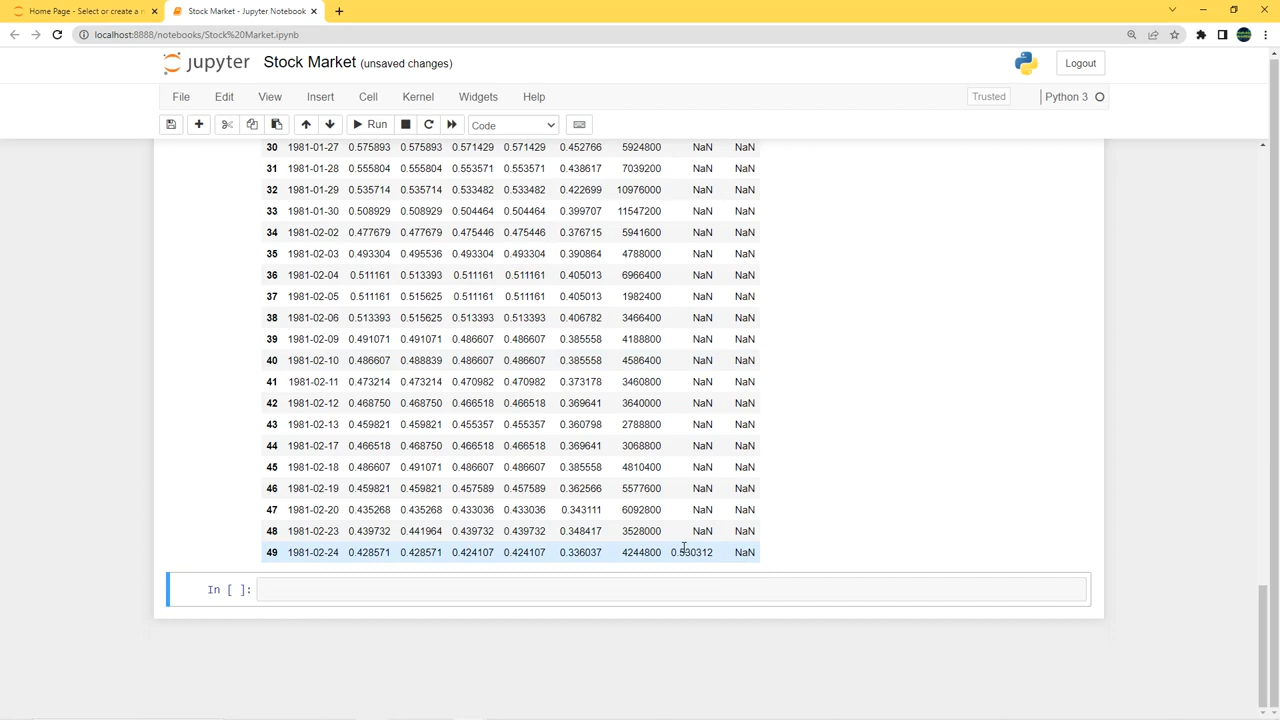 Home Page - Select or create a n
Stock Market - Jupyter Notebook
localhost:8888/notebooks/Stock%20Market.ipynb
jupyter Stock Market (unsaved changes) Logout
File Edit View Insert Cell Kernel Widgets Help Trusted Python 3
Run Code
30 1981-01-27 0.575893 0.575893 0.571429 0.571429 0.452766 5924800 NaN NaN
31 1981-01-28 0.555804 0.555804 0.553571 0.553571 0.438617 7039200 NaN NaN
32 1981-01-29 0.535714 0.535714 0.533482 0.533482 0.422699 10976000 NaN NaN
33 1981-01-30 0.508929 0.508929 0.504464 0.504464 0.399707 11547200 NaN NaN
34 1981-02-02 0.477679 0.477679 0.475446 0.475446 0.376715 5941600 NaN NaN
35 1981-02-03 0.493304 0.495536 0.493304 0.493304 0.390864 4788000 NaN NaN
36 1981-02-04 0.511161 0.513393 0.511161 0.511161 0.405013 6966400 NaN NaN
37 1981-02-05 0.511161 0.515625 0.511161 0.511161 0.405013 1982400 NaN NaN
38 1981-02-06 0.513393 0.515625 0.513393 0.513393 0.406782 3466400 NaN NaN
39 1981-02-09 0.491071 0.491071 0.486607 0.486607 0.385558 4188800 NaN NaN
40 1981-02-10 0.486607 0.488839 0.486607 0.486607 0.385558 4586400 NaN NaN
41 1981-02-11 0.473214 0.473214 0.470982 0.470982 0.373178 3460800 NaN NaN
42 1981-02-12 0.468750 0.468750 0.466518 0.466518 0.369641 3640000 NaN NaN
43 1981-02-13 0.459821 0.459821 0.455357 0.455357 0.360798 2788800 NaN NaN
44 1981-02-17 0.466518 0.468750 0.466518 0.466518 0.369641 3068800 NaN NaN
45 1981-02-18 0.486607 0.491071 0.486607 0.486607 0.385558 4810400 NaN NaN
46 1981-02-19 0.459821 0.459821 0.457589 0.457589 0.362566 5577600 NaN NaN
47 1981-02-20 0.435268 0.435268 0.433036 0.433036 0.343111 6092800 NaN NaN
48 1981-02-23 0.439732 0.441964 0.439732 0.439732 0.348417 3528000 NaN NaN
49 1981-02-24 0.428571 0.428571 0.424107 0.424107 0.336037 4244800 0.530312 NaN
In [ ]: